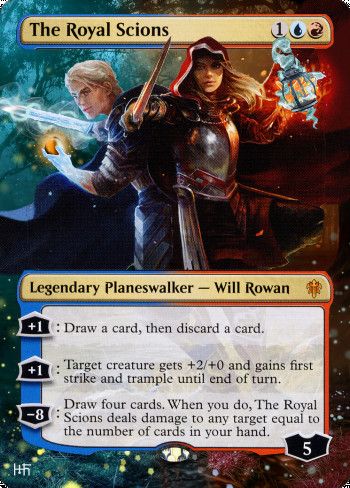 The Royal Scions 1
Legendary Planeswalker — Will Rowan
+1: Draw a card, then discard a card.
+1: Target creature gets +2/+0 and gains first
strike and trample until end of turn.
-8: Draw four cards. When you do, The Royal
Scions deals damage to any target equal to
the number of cards in your hand.
5